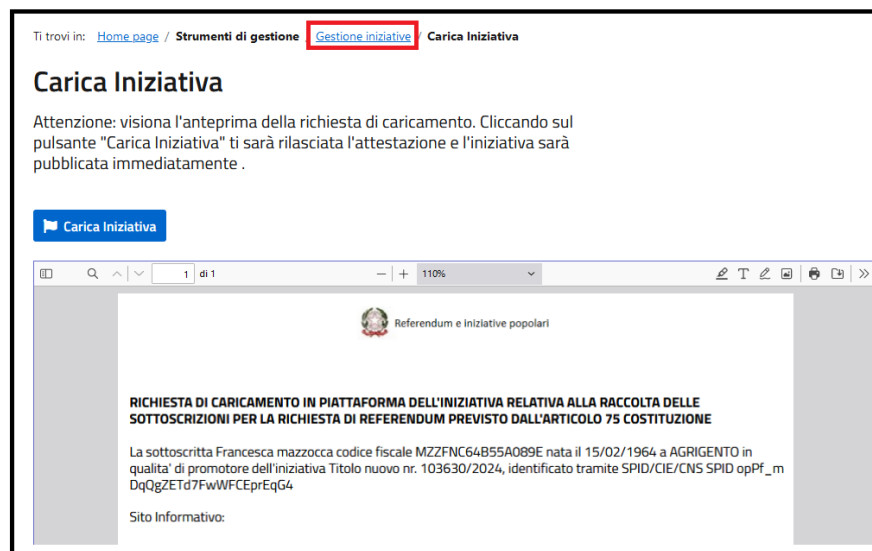 Ti trovi in: Home page / Strumenti di gestione / Gestione iniziative / Carica Iniziativa
Carica Iniziativa
Attenzione: visiona l'anteprima della richiesta di caricamento. Cliccando sul
pulsante "Carica Iniziativa" ti sarà rilasciata l'attestazione e l'iniziativa sarà
pubblicata immediatamente .
Carica Iniziativa
1 di 1 110%
Referendum e iniziative popolari
RICHIESTA DI CARICAMENTO IN PIATTAFORMA DELL'INIZIATIVA RELATIVA ALLA RACCOLTA DELLE
SOTTOSCRIZIONI PER LA RICHIESTA DI REFERENDUM PREVISTO DALL'ARTICOLO 75 COSTITUZIONE
La sottoscritta Francesca mazzocca codice fiscale MZZFNC64B55A089E nata il 15/02/1964 a AGRIGENTO in
qualita' di promotore dell'iniziativa Titolo nuovo nr. 103630/2024, identificato tramite SPID/CIE/CNS SPID opPf_m
DqQgZETd7FwWFCEprEqG4
Sito Informativo: